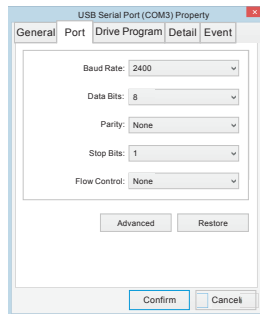 USB Serial Port (COM3) Property
General Port Drive Program Detail Event
Baud Rate: 2400
Data Bits: 8
Parity: None
Stop Bits: 1
Flow Control: None
Advanced Restore
Confirm Cancel